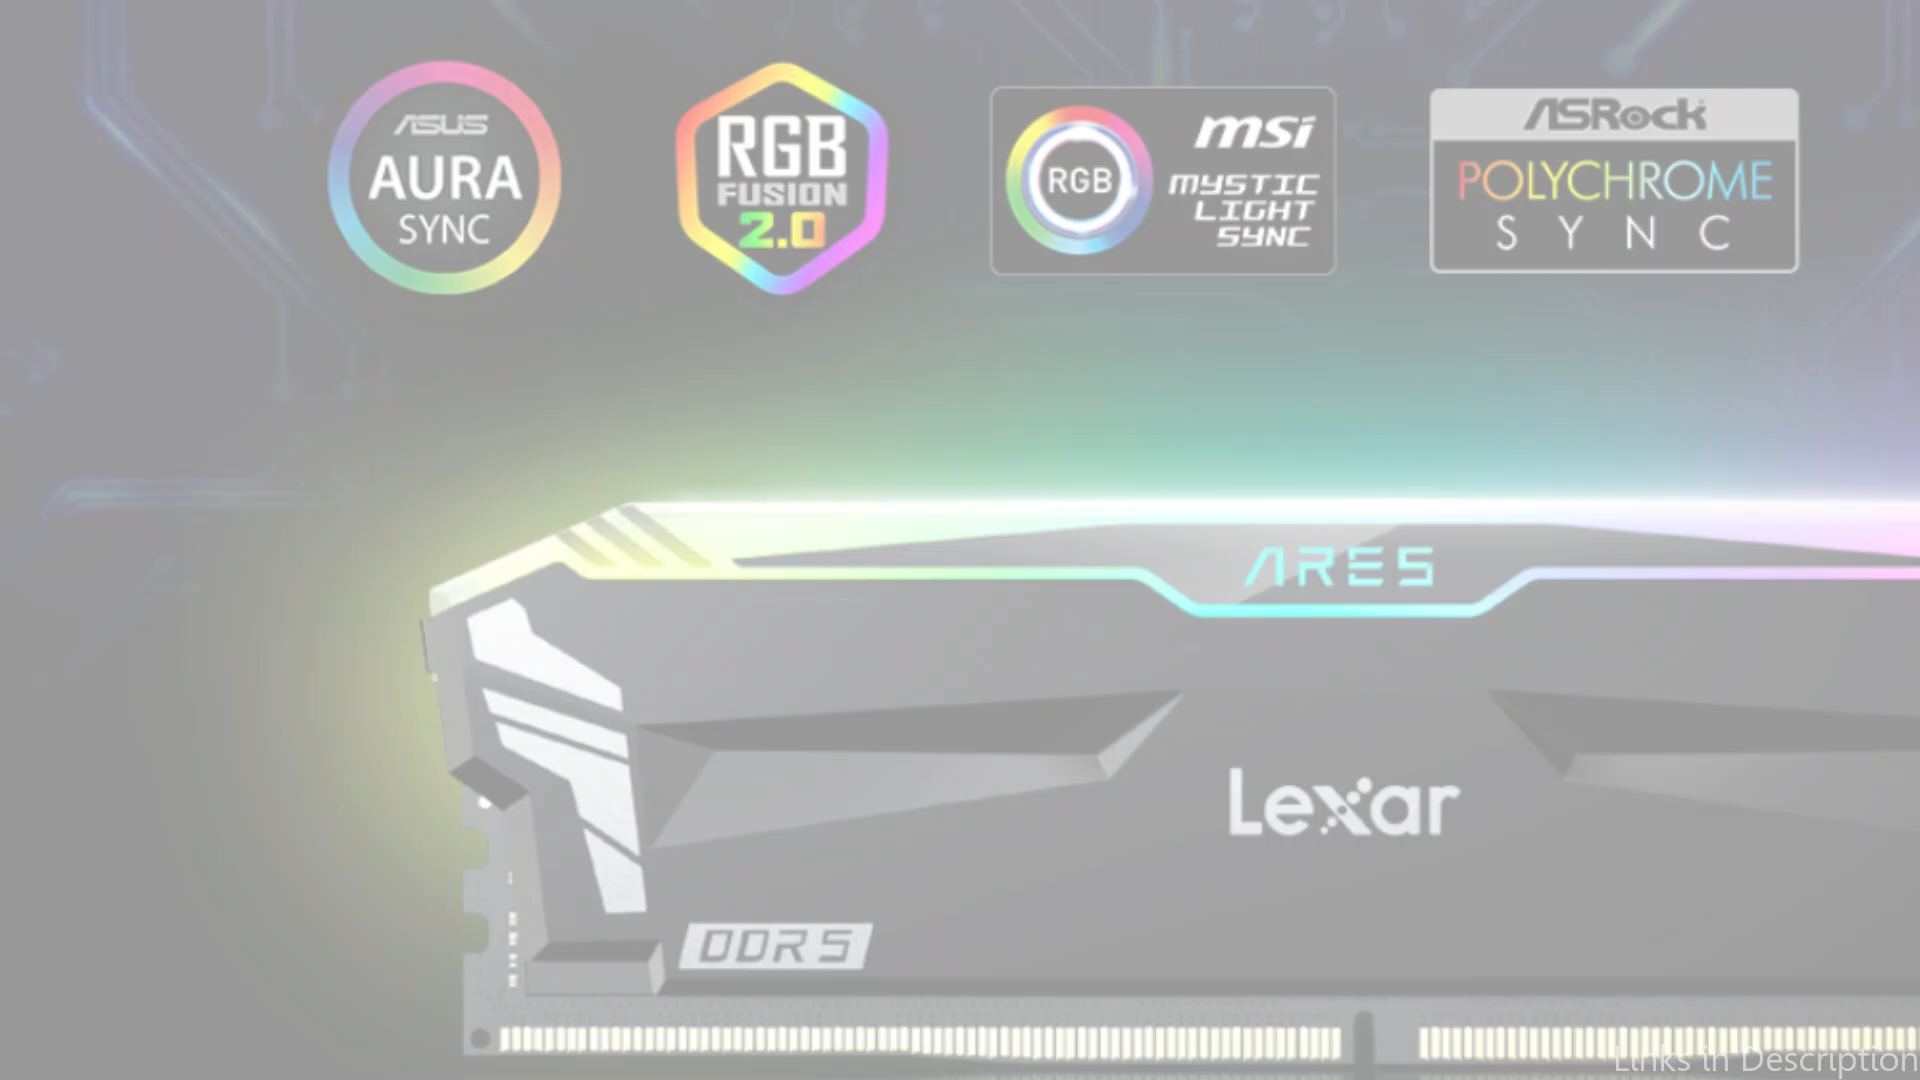 ASUS
AURA
SYNC
RGB
FUSION
2.0
RGB
msi
MYSTIC
LIGHT
SYNC
ASRock
POLYCHROME
SYNC
ARES
Lexar
DDR5
Links in Description